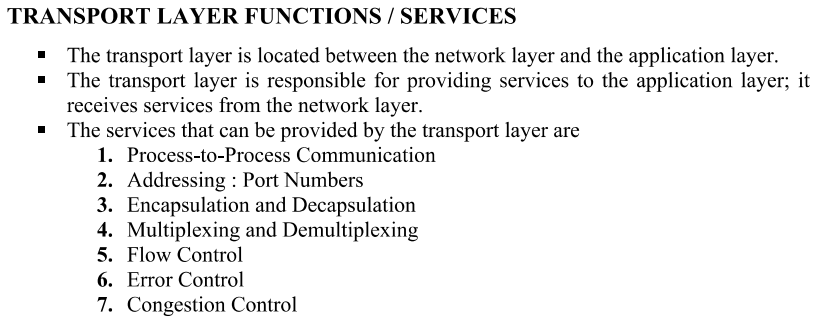 TRANSPORT LAYER FUNCTIONS / SERVICES
▪ The transport layer is located between the network layer and the application layer.
▪ The transport layer is responsible for providing services to the application layer; it
receives services from the network layer.
▪ The services that can be provided by the transport layer are
1. Process-to-Process Communication
2. Addressing : Port Numbers
3. Encapsulation and Decapsulation
4. Multiplexing and Demultiplexing
5. Flow Control
6. Error Control
7. Congestion Control